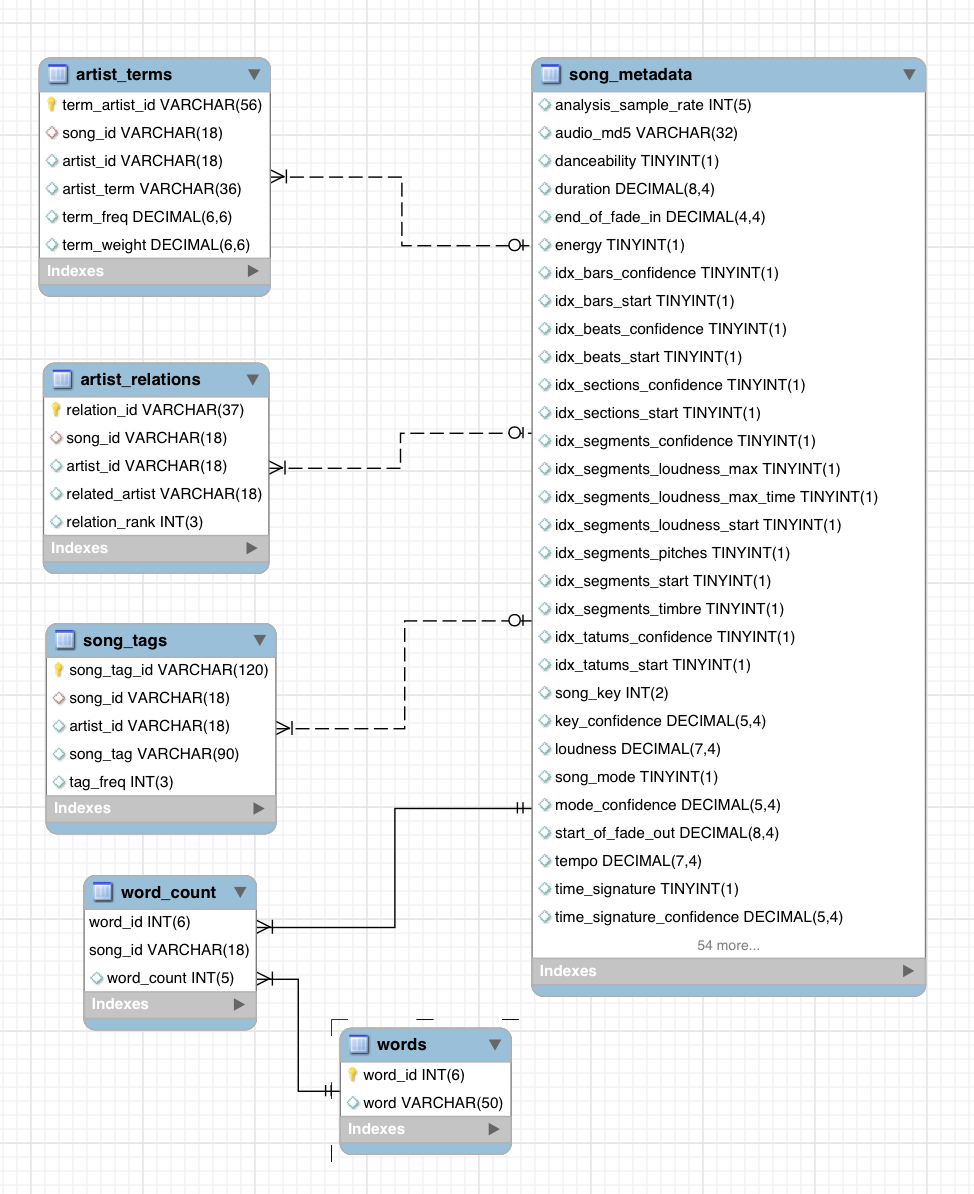 artist_terms
term_artist_id VARCHAR(56)
song_id VARCHAR(18)
artist_id VARCHAR(18)
artist_term VARCHAR(36)
term_freq DECIMAL(6,6)
term_weight DECIMAL(6,6)
Indexes
artist_relations
relation_id VARCHAR(37)
song_id VARCHAR(18)
artist_id VARCHAR(18)
related_artist VARCHAR(18)
relation_rank INT(3)
Indexes
song_tags
song_tag_id VARCHAR(120)
song_id VARCHAR(18)
artist_id VARCHAR(18)
song_tag VARCHAR(90)
tag_freq INT(3)
Indexes
word_count
word_id INT(6)
song_id VARCHAR(18)
word_count INT(5)
Indexes
words
word_id INT(6)
word VARCHAR(50)
Indexes
song_metadata
analysis_sample_rate INT(5)
audio_md5 VARCHAR(32)
danceability TINYINT(1)
duration DECIMAL(8,4)
end_of_fade_in DECIMAL(4,4)
energy TINYINT(1)
idx_bars_confidence TINYINT(1)
idx_bars_start TINYINT(1)
idx_beats_confidence TINYINT(1)
idx_beats_start TINYINT(1)
idx_sections_confidence TINYINT(1)
idx_sections_start TINYINT(1)
idx_segments_confidence TINYINT(1)
idx_segments_loudness_max TINYINT(1)
idx_segments_loudness_max_time TINYINT(1)
idx_segments_loudness_start TINYINT(1)
idx_segments_pitches TINYINT(1)
idx_segments_start TINYINT(1)
idx_segments_timbre TINYINT(1)
idx_tatums_confidence TINYINT(1)
idx_tatums_start TINYINT(1)
song_key INT(2)
key_confidence DECIMAL(5,4)
loudness DECIMAL(7,4)
song_mode TINYINT(1)
mode_confidence DECIMAL(5,4)
start_of_fade_out DECIMAL(8,4)
tempo DECIMAL(7,4)
time_signature TINYINT(1)
time_signature_confidence DECIMAL(5,4)
54 more...
Indexes